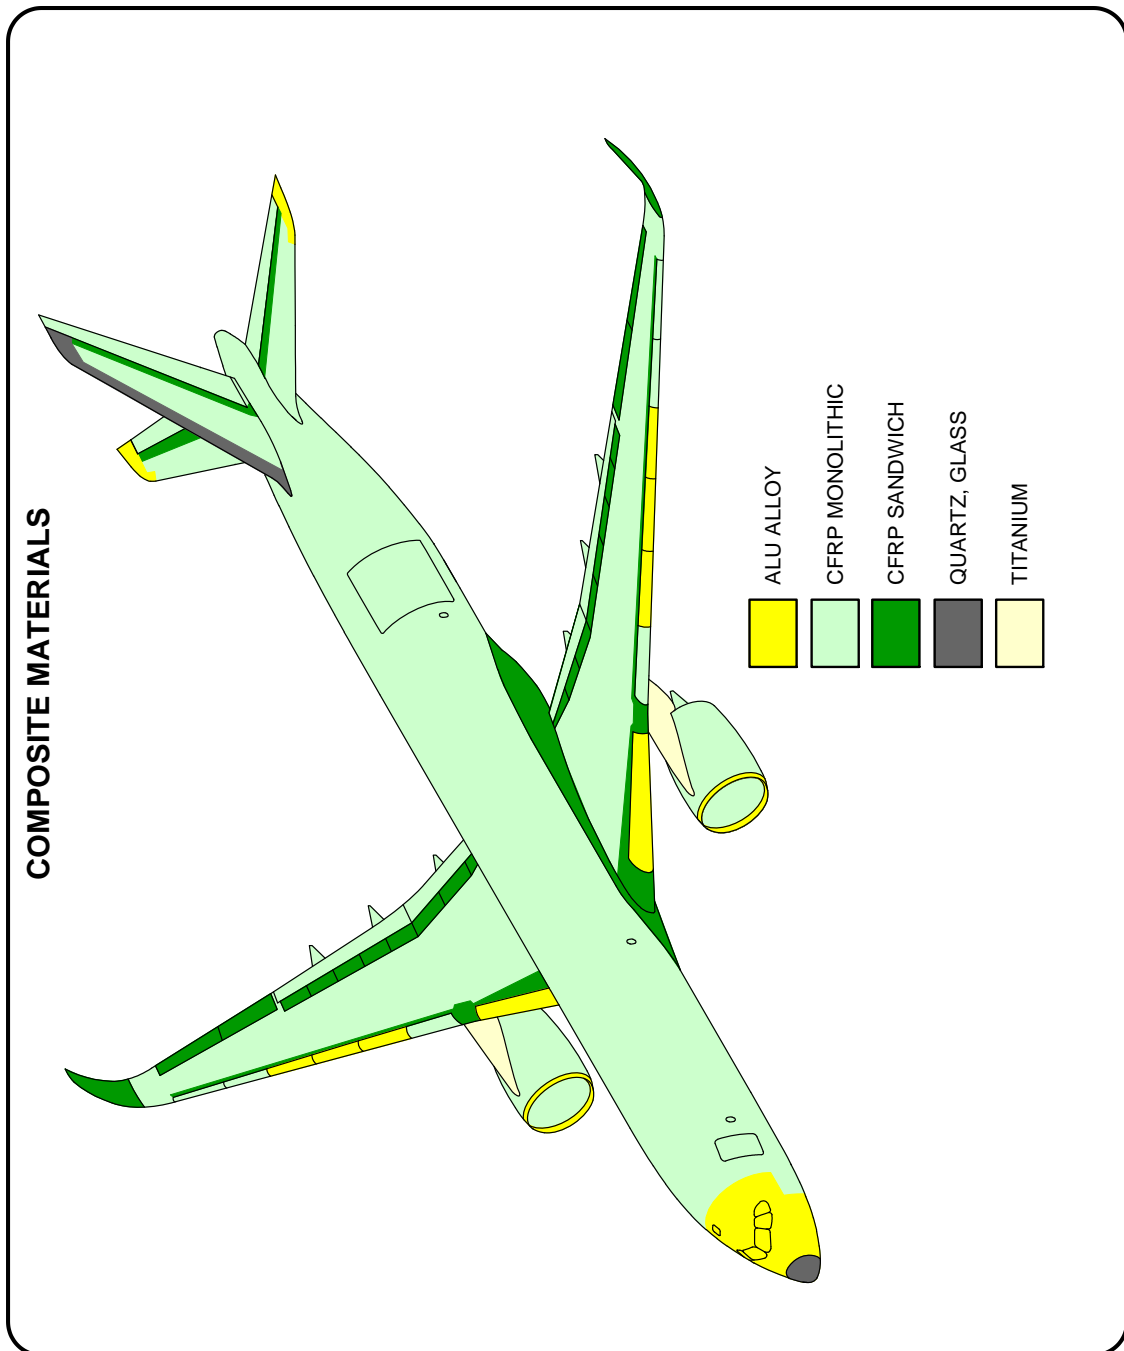 COMPOSITE MATERIALS
ALU ALLOY
CFRP MONOLITHIC
CFRP SANDWICH
QUARTZ, GLASS
TITANIUM